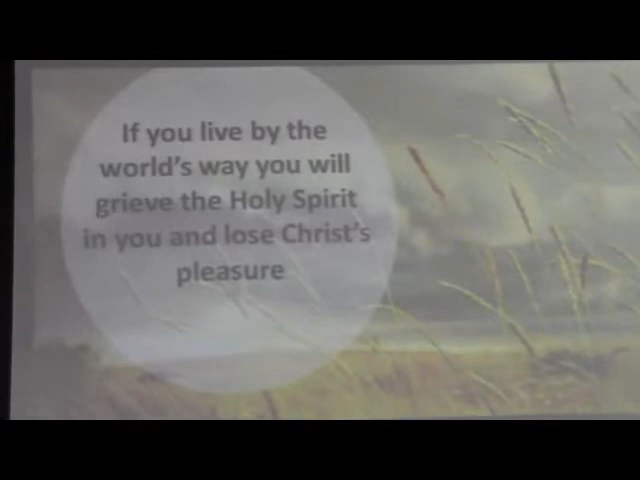 If you live by the
world's way you will
grieve the Holy Spirit
in you and lose Christ's
pleasure